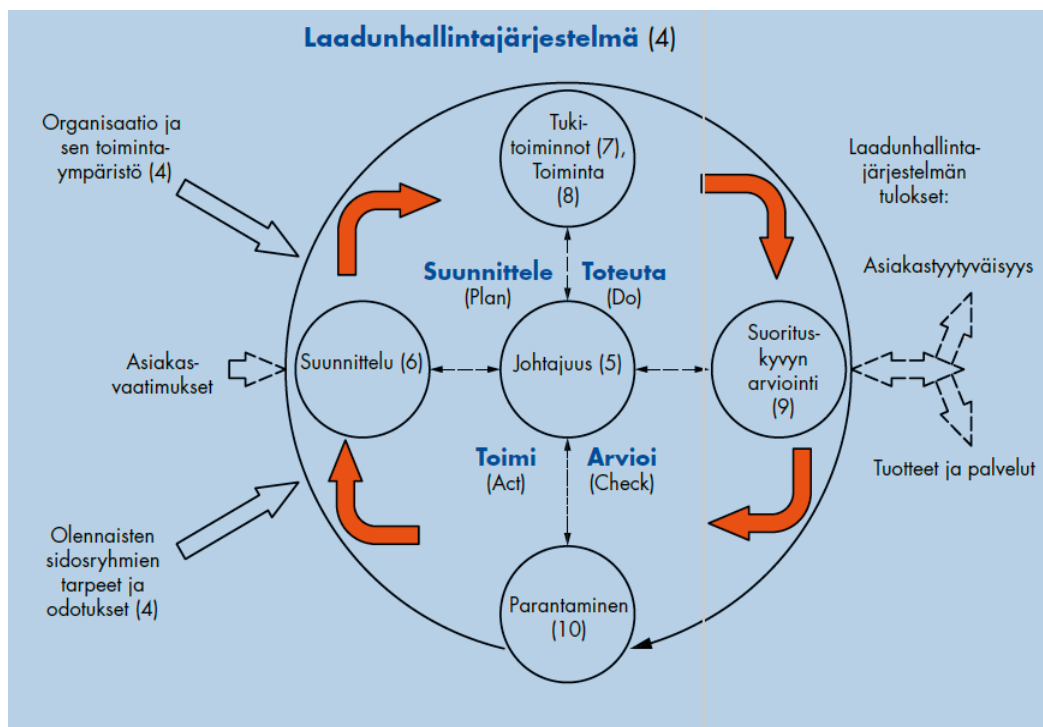 Laadunhallintajärjestelmä (4)
Organisaatio ja
sen toiminta-
ympäristö (4)
Asiakas-
vaatimukset
Olennaisten
sidosryhmien
tarpeet ja
odotukset (4)
Tuki-
toiminnot (7),
Toiminta
(8)
Suunnittele
(Plan)
Toteuta
(Do)
Suunnittelu (6)
Johtajuus (5)
Suoritus-
kyvyn
arviointi
(9)
Toimi
(Act)
Arvioi
(Check)
Parantaminen
(10)
Laadunhallinta-
järjestelmän
tulokset:
Asiakastyytyväisyys
Tuotteet ja palvelut